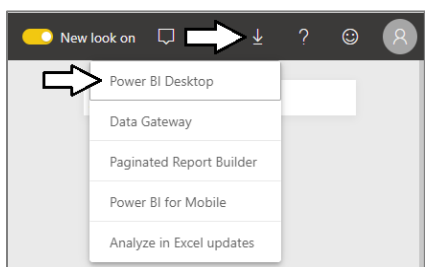 New look on
?
Power BI Desktop
Data Gateway
Paginated Report Builder
Power BI for Mobile
Analyze in Excel updates